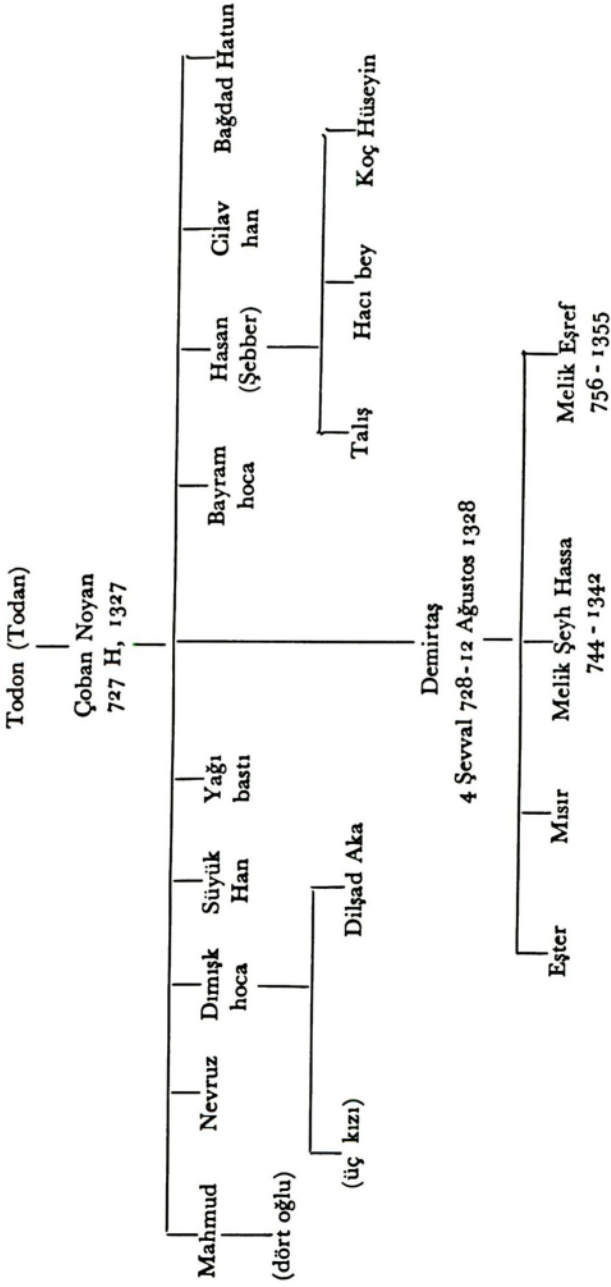 Todon (Todan)
Çoban Noyan
727 H, 1327
Mahmud
(dört oğlu)
Nevruz
Dımışk
hoca
Süyük
Han
Yağı
bastı
Bayram
hoca
Hasan
(Şebber)
Cilav
han
Bağdad Hatun
(üç kızı)
Dilşad Aka
Talış
Hacı bey
Koç Hüseyin
Demirtaş
4 Şevval 728-12 Ağustos 1328
Eşter
Mısır
Melik Şeyh Hassa
744 - 1342
Melik Eşref
756 - 1355